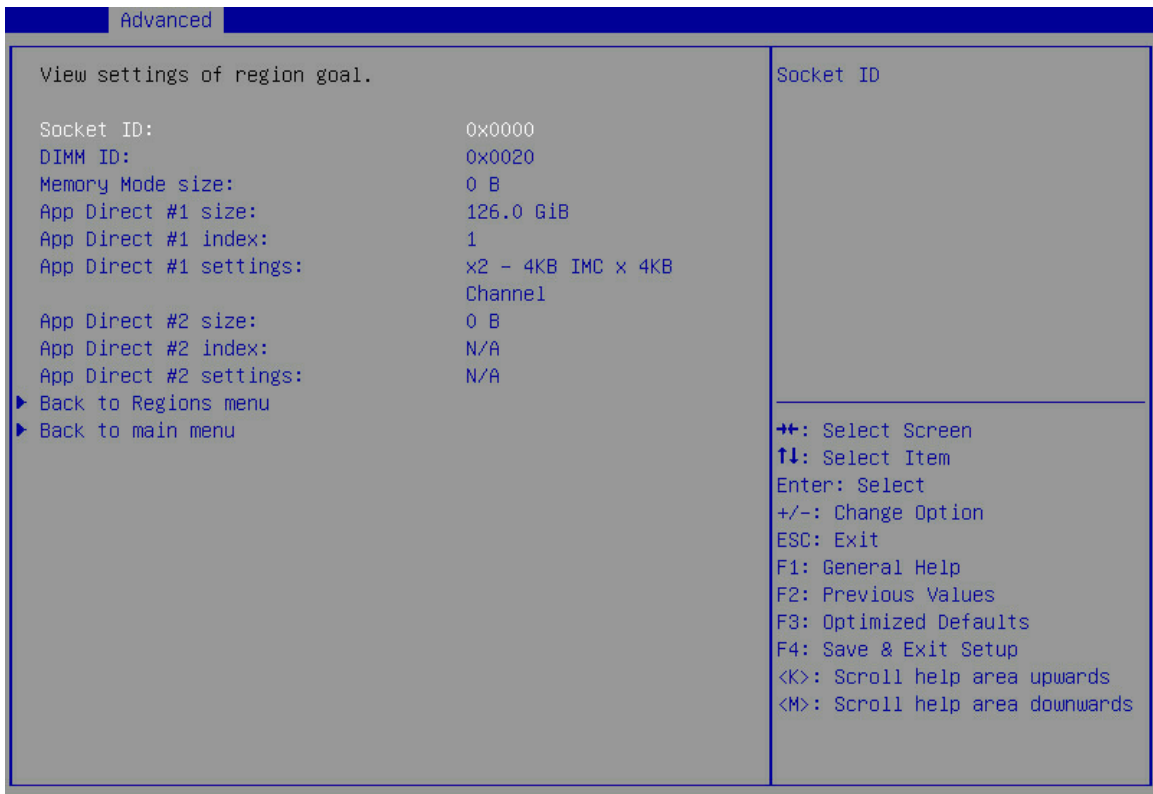 Advanced
View settings of region goal.
Socket ID: 0x0000
DIMM ID: 0x0020
Memory Mode size: 0 B
App Direct #1 size: 126.0 GiB
App Direct #1 index: 1
App Direct #1 settings: x2 - 4KB IMC x 4KB
Channel
App Direct #2 size: 0 B
App Direct #2 index: N/A
App Direct #2 settings: N/A
Back to Regions menu
Back to main menu
Socket ID
→←: Select Screen
↑↓: Select Item
Enter: Select
+/-: Change Option
ESC: Exit
F1: General Help
F2: Previous Values
F3: Optimized Defaults
F4: Save & Exit Setup
<K>: Scroll help area upwards
<M>: Scroll help area downwards